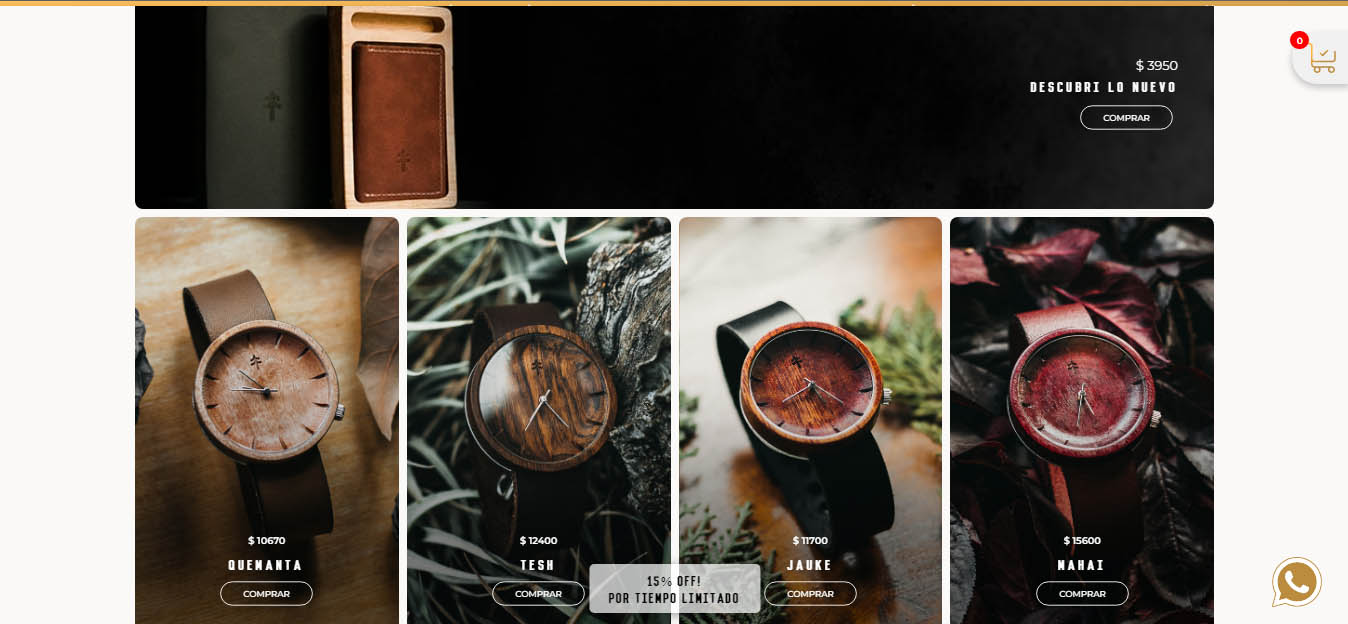 0
$ 3950
DESCUBRI LO NUEVO
COMPRAR
$ 10670
QUEMANTA
COMPRAR
$ 12400
TESH
COMPRAR
$ 11700
JAUKE
COMPRAR
$ 15600
MAHAI
COMPRAR
15% OFF!
POR TIEMPO LIMITADO